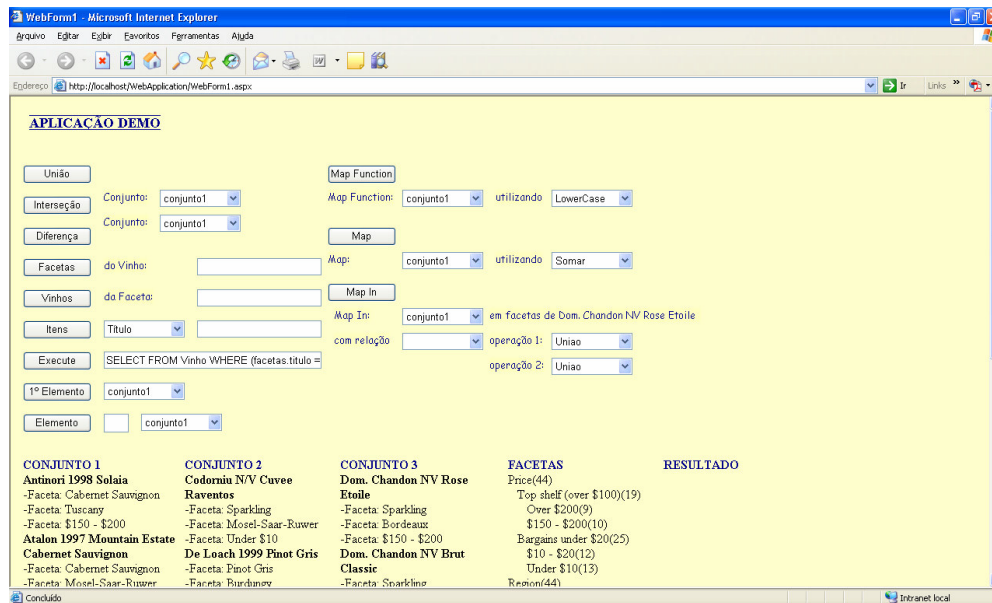 WebForm1 - Microsoft Internet Explorer
Arquivo Editar Exibir Favoritos Ferramentas Ajuda
Endereço http://localhost/WebApplication/WebForm1.aspx Ir Links »
APLICAÇÃO DEMO
União
Interseção
Conjunto: conjunto1
Conjunto: conjunto1
Diferença
Facetas do Vinho:
Vinhos da Faceta:
Itens Título
Execute SELECT FROM Vinho WHERE (facetas.titulo =
1º Elemento conjunto1
Elemento conjunto1
Map Function
Map Function: conjunto1 utilizando LowerCase
Map
Map: conjunto1 utilizando Somar
Map In
Map In: conjunto1 em facetas de Dom. Chandon NV Rose Etoile
com relação operação 1: Uniao
operação 2: Uniao
CONJUNTO 1
Antinori 1998 Solaia
-Faceta: Cabernet Sauvignon
-Faceta: Tuscany
-Faceta: $150 - $200
Atalon 1997 Mountain Estate
Cabernet Sauvignon
-Faceta: Cabernet Sauvignon
-Faceta: Mosel-Saar-Ruwer
CONJUNTO 2
Codorniu N/V Cuvee
Raventos
-Faceta: Sparkling
-Faceta: Mosel-Saar-Ruwer
-Faceta: Under $10
De Loach 1999 Pinot Gris
-Faceta: Pinot Gris
-Faceta: Burdungy
CONJUNTO 3
Dom. Chandon NV Rose
Etoile
-Faceta: Sparkling
-Faceta: Bordeaux
-Faceta: $150 - $200
Dom. Chandon NV Brut
Classic
-Faceta: Sparkling
FACETAS
Price(44)
Top shelf (over $100)(19)
Over $200(9)
$150 - $200(10)
Bargains under $20(25)
$10 - $20(12)
Under $10(13)
Region(44)
RESULTADO
Concluído
Intranet local